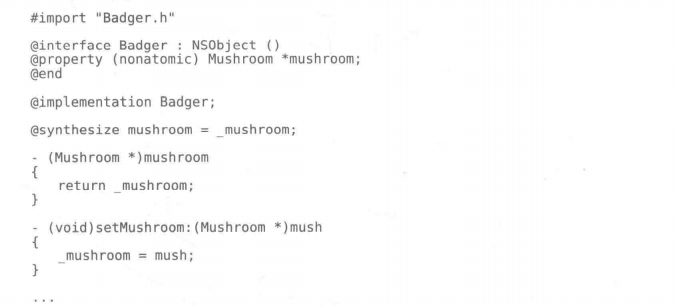 #import "Badger.h"
@interface Badger : NSObject ()
@property (nonatomic) Mushroom *mushroom;
@end
@implementation Badger;
@synthesize mushroom = _mushroom;
- (Mushroom *)mushroom
{
return _mushroom;
}
- (void)setMushroom:(Mushroom *)mush
{
_mushroom = mush;
}
...